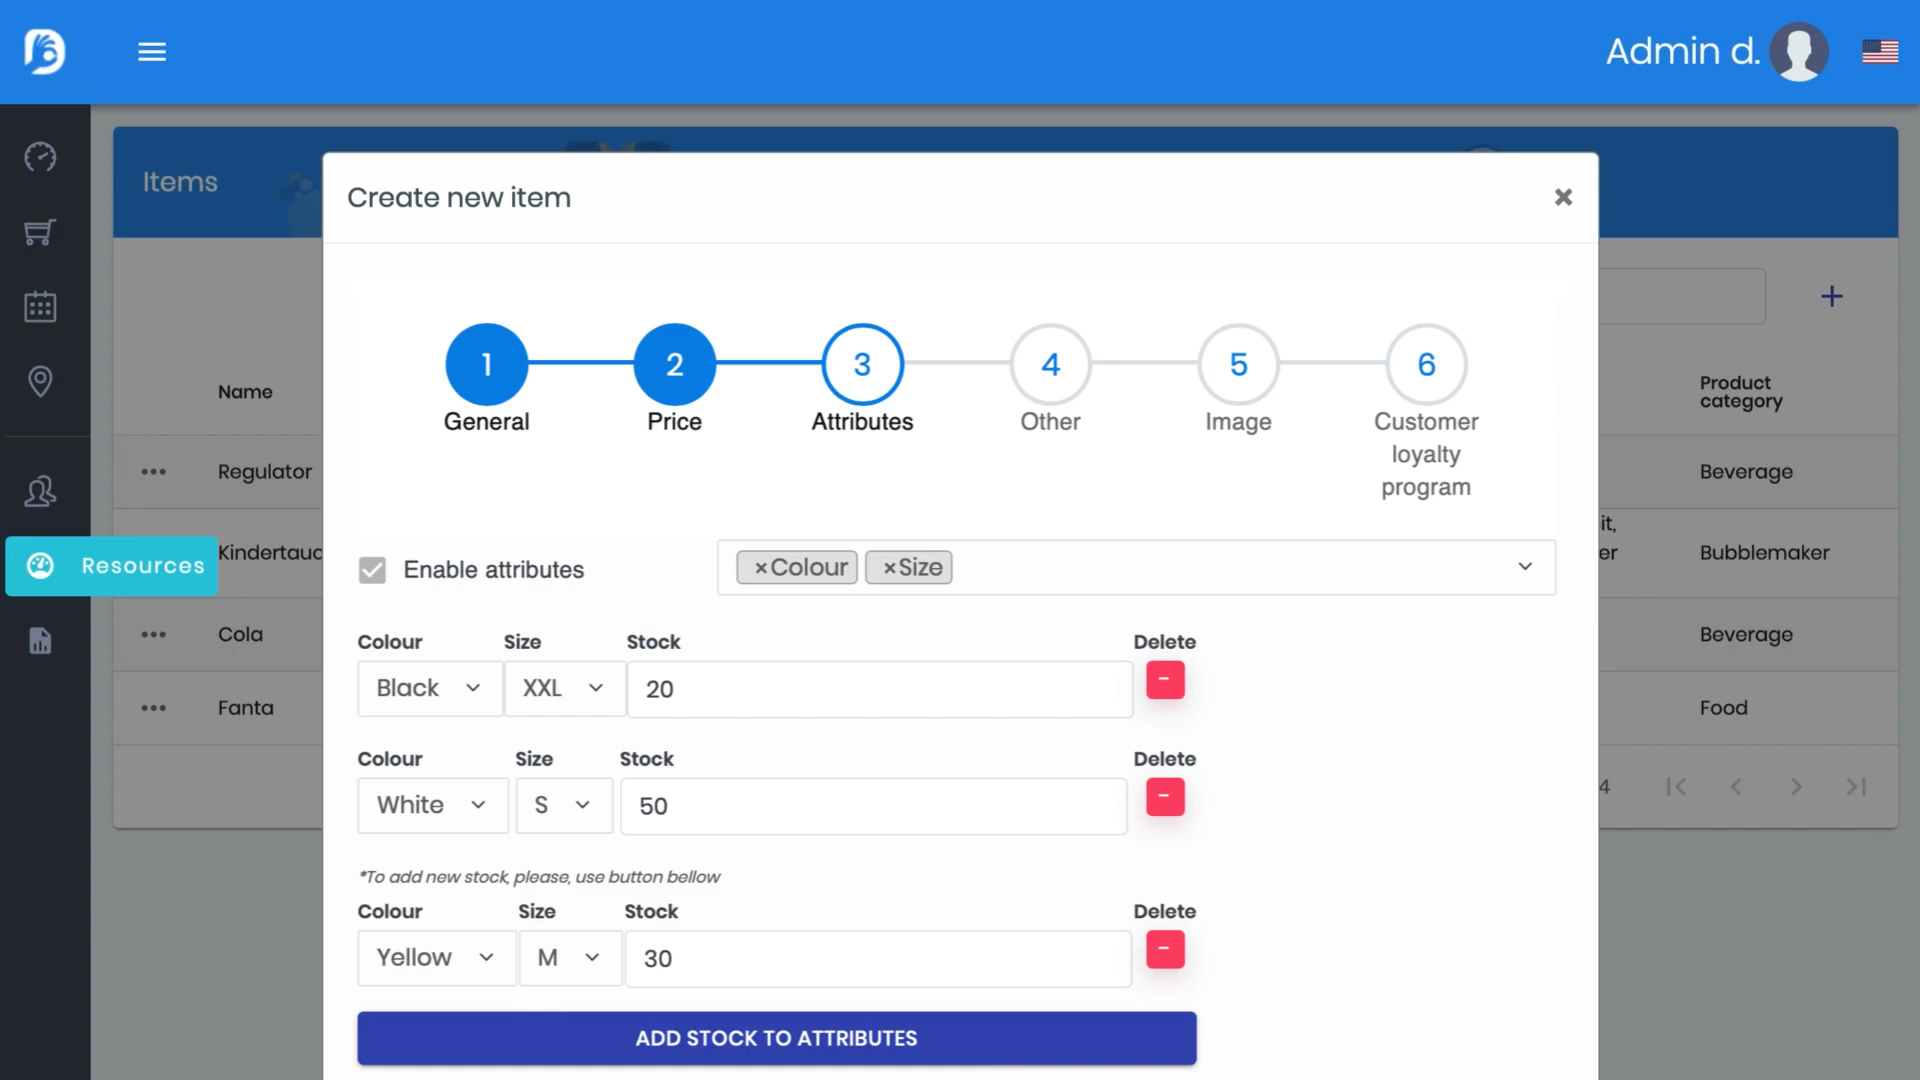 Admin d.
Items
Create new item
1
2
3
4
5
6
General
Price
Attributes
Other
Image
Customer
loyalty
program
Name
Product
category
Regulator
Beverage
it,
er
Kindertauc
Bubblemaker
Resources
Cola
Beverage
Fanta
Food
4
Enable attributes
×Colour ×Size
Colour Size Stock Delete
Black XXL 20 -
Colour Size Stock Delete
White S 50 -
*To add new stock, please, use button bellow
Colour Size Stock Delete
Yellow M 30 -
ADD STOCK TO ATTRIBUTES